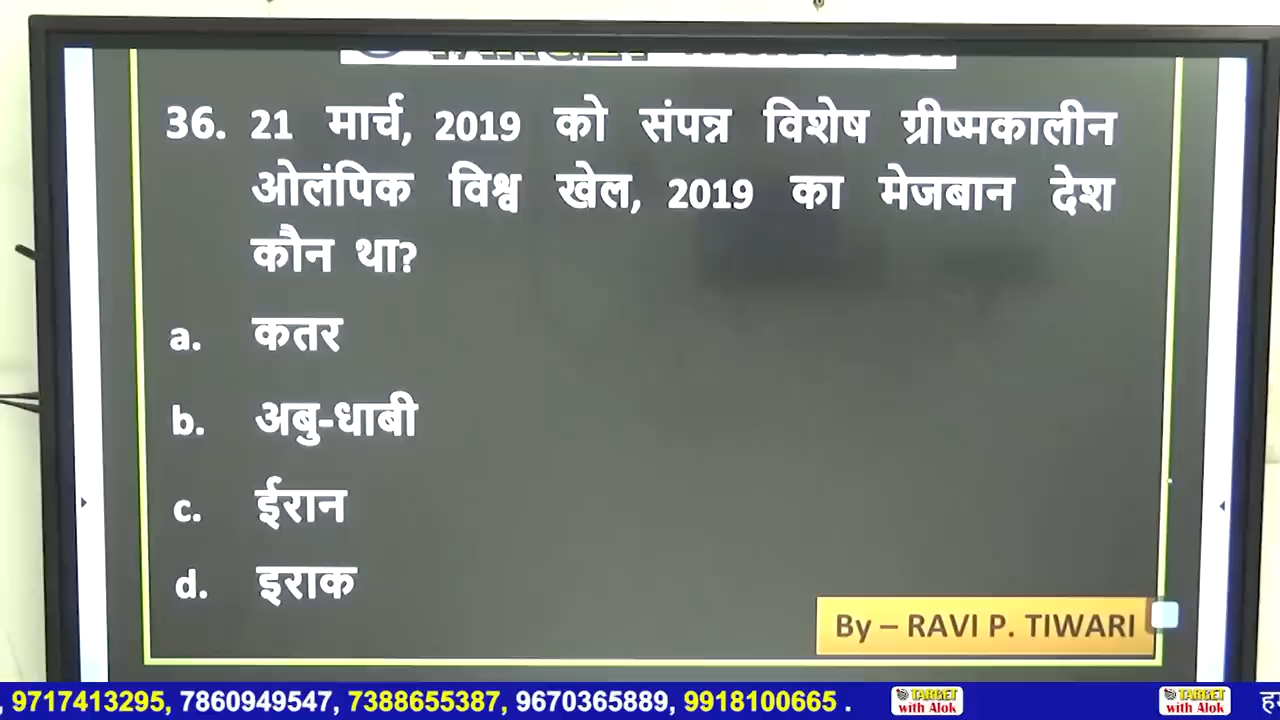 36. 21 मार्च, 2019 को संपन्न विशेष ग्रीष्मकालीन
ओलंपिक विश्व खेल, 2019 का मेजबान देश
कौन था?
a. कतर
b. अबु-धाबी
c. ईरान
d. इराक
By – RAVI P. TIWARI
, 9717413295, 7860949547, 7388655387, 9670365889, 9918100665 . TARGET with Alok TARGET with Alok